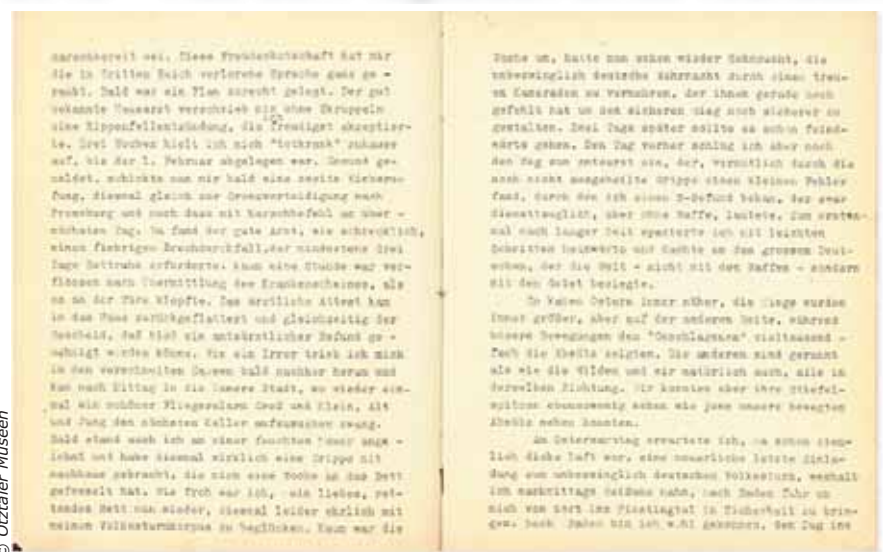 marschbereit sei. Diese Freudenbotschaft hat mir
die im Dritten Reich verlorene Sprache ganz ge -
raubt. Bald war ein Plan zurecht gelegt. Der gut
bekannte Hausarzt verschrieb mir ohne Skruppeln
eine Rippenfellentzündung, die freudigst akzeptier-
te. Drei Wochen hielt ich mich "totkrank" zuhause
auf, bis der 1. Februar abgelegen war. Gesund ge-
meldet, schickte man mir bald eine zweite Einberu-
fung, diesmal gleich zur Grenzverteidigung nach
Pressburg und noch dazu mit Marschbefehl am über -
nächsten Tag. Da fand der gute Arzt, wie schrecklich,
einen fiebrigen Brechdurchfall, der mindestens drei
Tage Bettruhe erforderte. Kaum eine Stunde war ver-
flossen nach Übermittlung des Krankenscheines, als
es an der Türe klopfte. Das ärztliche Attest kam
in das Haus zurückgeflattert und gleichzeitig der
Bescheid, daß bloß ein amtsärztlicher Befund ge -
nehmigt werden könne. Wie ein Irrer trieb ich mich
in den verschneiten Gassen bald nachher herum und
kam nach Mittag in die Innere Stadt, wo wieder ein-
mal ein schöner Fliegeralarm Groß und Klein, Alt
und Jung den nächsten Keller aufzusuchen zwang.
Bald stand auch ich an einer feuchten Mauer ange -
lehnt und habe diesmal wirklich eine Grippe mit
nachhaus gebracht, die mich eine Woche an das Bett
gefesselt hat. Wie froh war ich, mein liebes, ret-
tendes Bett nun wieder, diesmal leider ehrlich mit
meinem Volkssturmkorpus zu beglücken. Kaum war die
Woche um, hatte man schon wieder Sehnsucht, die
unbezwinglich deutsche Wehrmacht durch einen treu-
en Kameraden zu vermehren, der ihnen gerade noch
gefehlt hat um den sicheren Sieg noch sicherer zu
gestalten. Zwei Tage später sollte es schon feind-
wärts gehen. Den Tag vorher schlug ich aber noch
den Weg zum Amtsarzt ein, der, vermutlich durch die
noch nicht ausgeheilte Grippe einen kleinen Fehler
fand, durch den ich einen Befund bekam, der zwar
diensttauglich, aber ohne Waffe, lautete. Zum ersten-
mal nach langer Zeit spazierte ich mit leichten
Schritten heimwärts und dachte an den grossen Deut-
schen, der die Welt - nicht mit den Waffen - sondern
mit dem Geist besiegte.
So kamen Ostern immer näher, die Siege wurden
immer größer, aber auf der anderen Seite, während
unsere Bewegungen den vieltausend -
fach die Absätze zeigten. Die anderen sind gerannt
als wie die Wilden und wir natürlich auch, alle in
derselben Richtung. Wir konnten aber ihre Stiefel-
spitzen ebensowenig sehen wie jene unsere bewegten
Absätze sehen konnten.
Am Ostermontag erwartete ich, da schon ziem-
lich dicke Luft war, eine neuerliche letzte Einla-
dung zum unbezwinglich deutschen Volkssturm, weshalb
ich nachmittags Reißaus nahm, nach Baden fuhr um
mich von dort ins Piestingtal in Sicherheit zu brin-
gen. Nach Baden bin ich wohl gekommen, den Zug ins
© Ötztaler Museen